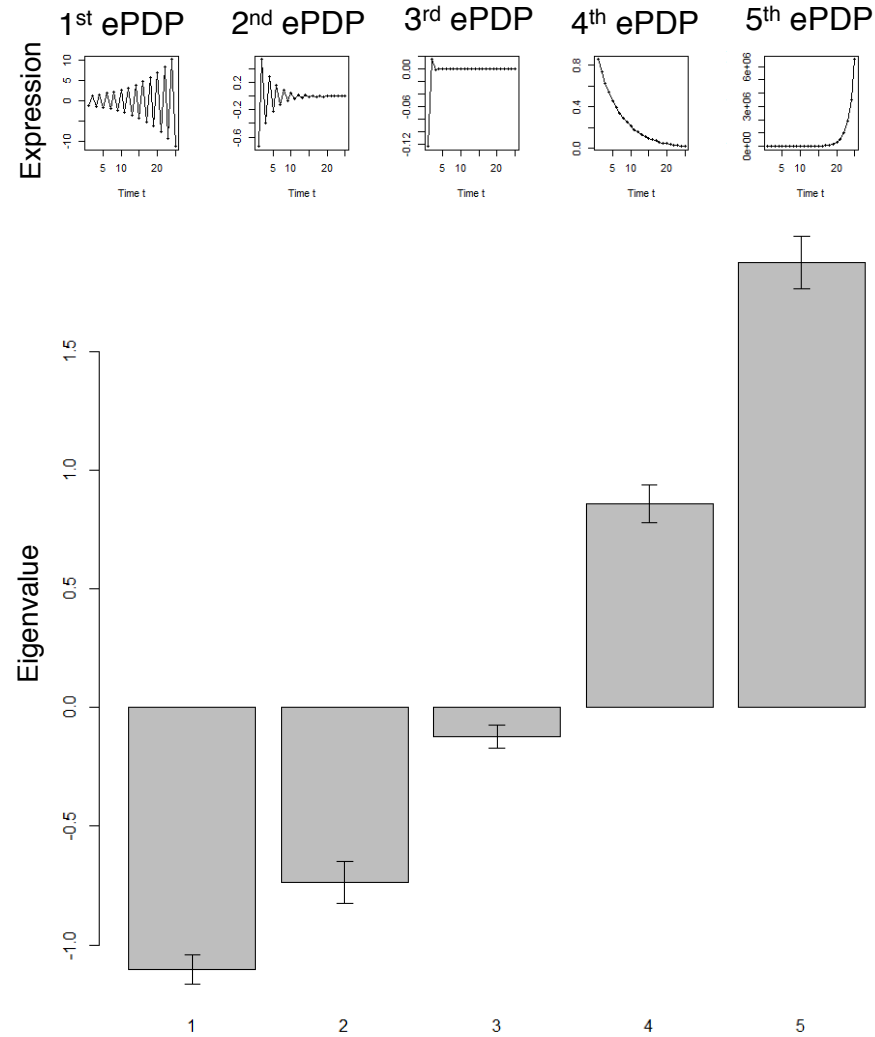 1st ePDP 2nd ePDP 3rd ePDP 4th ePDP 5th ePDP
Expression
10
5
0
-10
5 10 20
Time t
0.2
-0.2
-0.6
5 10 20
Time t
0.00
-0.06
-0.12
5 10 20
Time t
0.8
0.4
0.0
5 10 20
Time t
6e+06
3e+06
0e+00
5 10 20
Time t
Eigenvalue
1.5
1.0
0.5
0.0
-0.5
-1.0
1 2 3 4 5